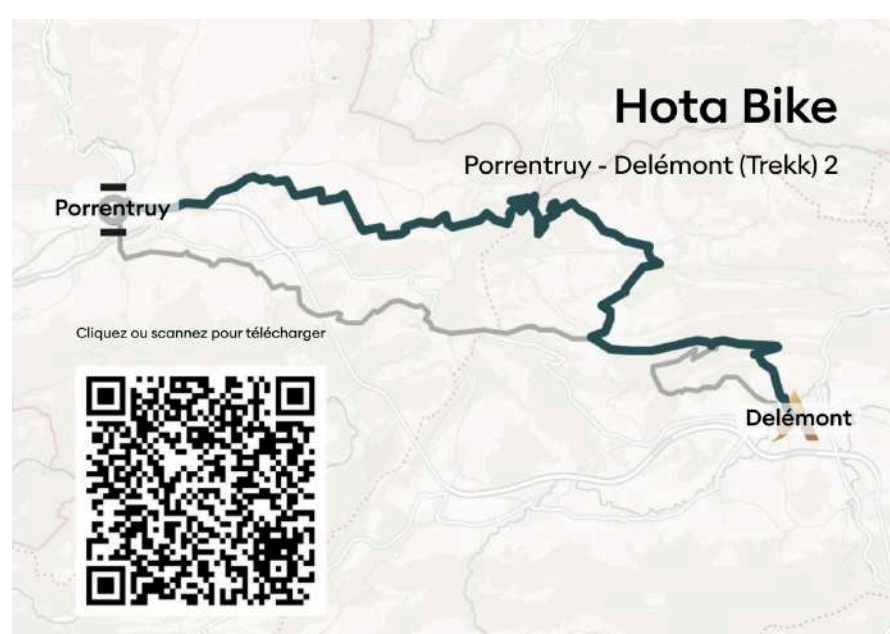 Hota Bike
Porrentruy - Delémont (Trekk) 2
Porrentruy
Cliquez ou scannez pour télécharger
Delémont